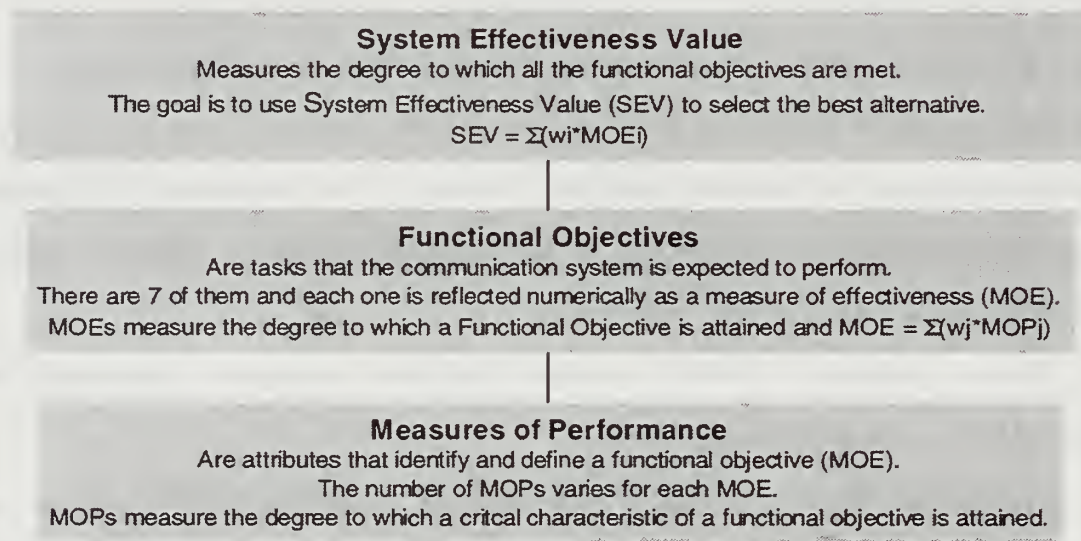 System Effectiveness Value
Measures the degree to which all the functional objectives are met.
The goal is to use System Effectiveness Value (SEV) to select the best alternative.
SEV = Σ(wi*MOEi)
Functional Objectives
Are tasks that the communication system is expected to perform.
There are 7 of them and each one is reflected numerically as a measure of effectiveness (MOE).
MOEs measure the degree to which a Functional Objective is attained and MOE = Σ(wj*MOPj)
Measures of Performance
Are attributes that identify and define a functional objective (MOE).
The number of MOPs varies for each MOE.
MOPs measure the degree to which a critcal characteristic of a functional objective is attained.